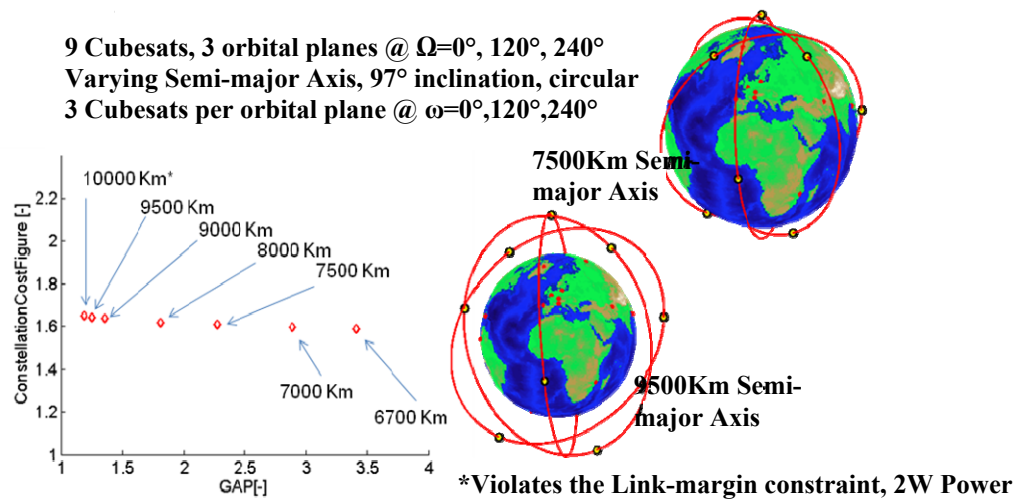 9 Cubesats, 3 orbital planes @ Ω=0°, 120°, 240°
Varying Semi-major Axis, 97° inclination, circular
3 Cubesats per orbital plane @ ω=0°,120°,240°
7500Km Semi-
major Axis
ConstellationCostFigure [-]
2.2
2
1.8
1.6
1.4
1.2
1
10000 Km*
9500 Km
9000 Km
8000 Km
7500 Km
7000 Km
6700 Km
1
1.5
2
2.5
3
3.5
4
GAP[-]
9500Km Semi-
major Axis
*Violates the Link-margin constraint, 2W Power